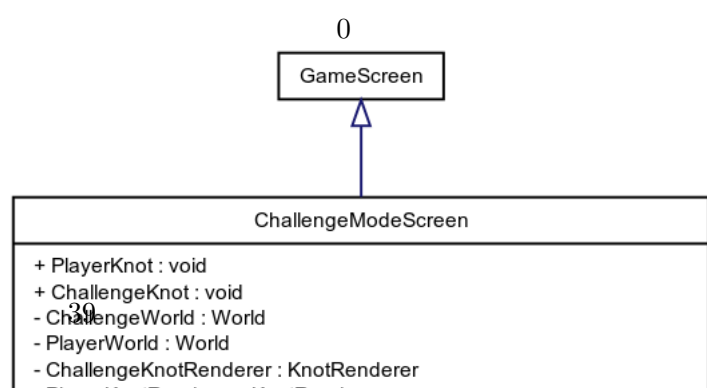 0
GameScreen
ChallengeModeScreen
+ PlayerKnot : void
+ ChallengeKnot : void
39
- ChallengeWorld : World
- PlayerWorld : World
- ChallengeKnotRenderer : KnotRenderer